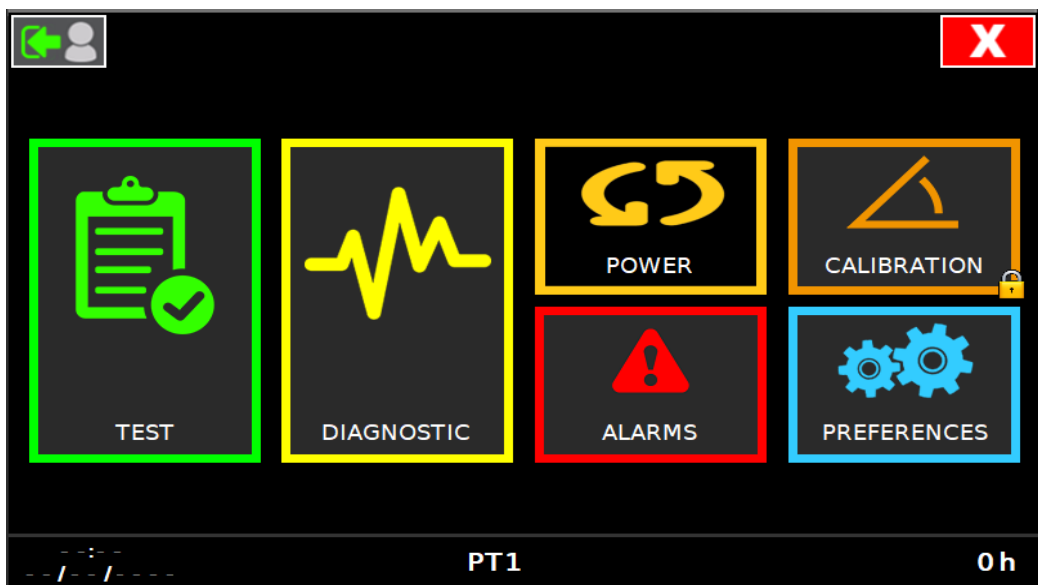 X
TEST
DIAGNOSTIC
POWER
CALIBRATION
ALARMS
PREFERENCES
--:--
--/--/----
PT1
0 h